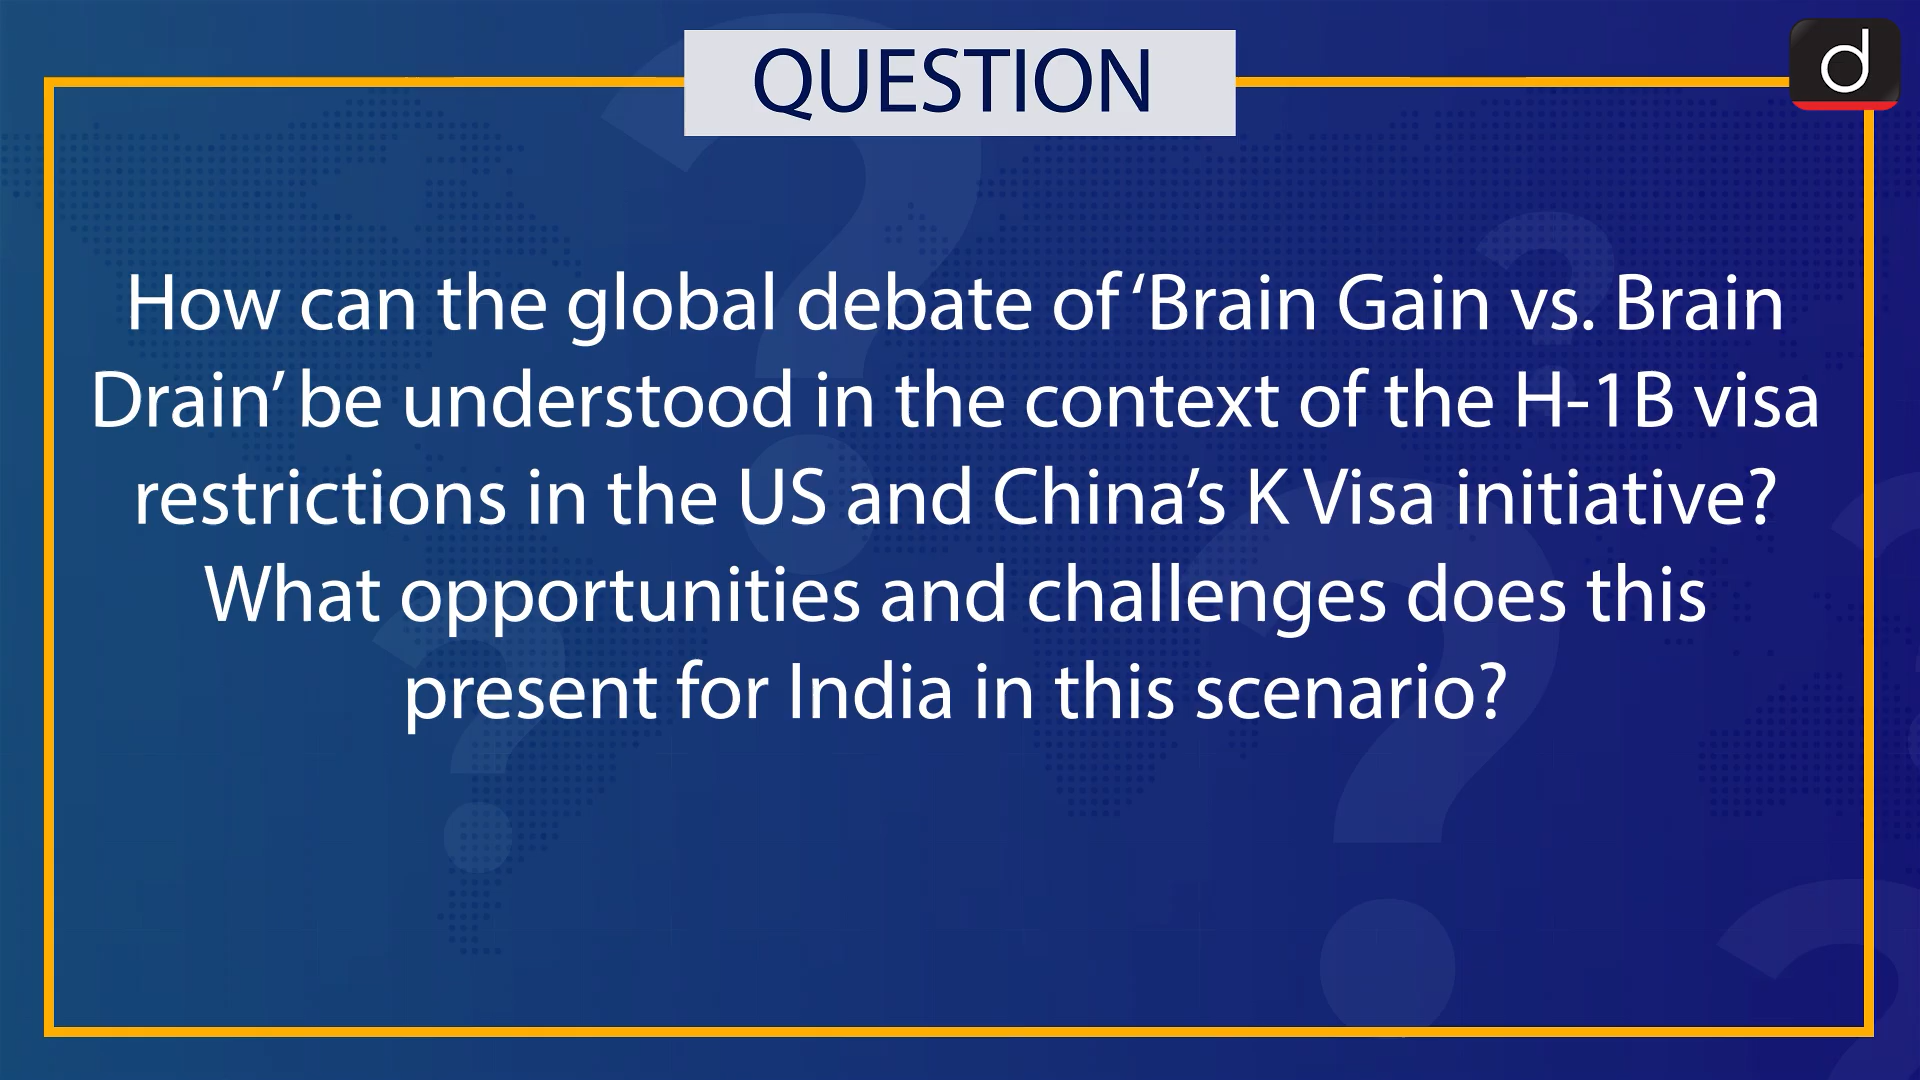 QUESTION
d
How can the global debate of ‘Brain Gain vs. Brain
Drain’ be understood in the context of the H-1B visa
restrictions in the US and China’s K Visa initiative?
What opportunities and challenges does this
present for India in this scenario?